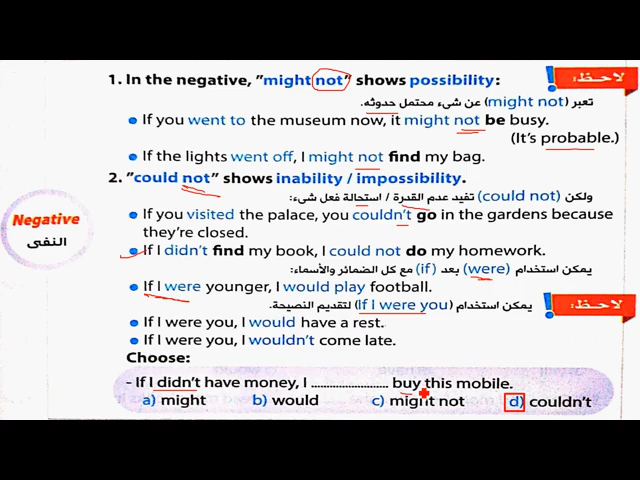 1. In the negative, "might not" shows possibility:
لاحـظ:
تعبر (might not) عن شىء محتمل حدوثه.
If you went to the museum now, it might not be busy.
(It's probable.)
If the lights went off, I might not find my bag.
2. "could not" shows inability / impossibility.
ولكن (could not) تفيد عدم القدرة / استحالة فعل شىء:
Negative
النفى
If you visited the palace, you couldn't go in the gardens because
they're closed.
If I didn't find my book, I could not do my homework.
يمكن استخدام (were) بعد (if) مع كل الضمائر والأسماء:
If I were younger, I would play football.
لاحـظ:
يمكن استخدام (If I were you) لتقديم النصيحة.
If I were you, I would have a rest.
If I were you, I wouldn't come late.
Choose:
- If I didn't have money, I ........................ buy this mobile.
a) might b) would c) might not d) couldn't